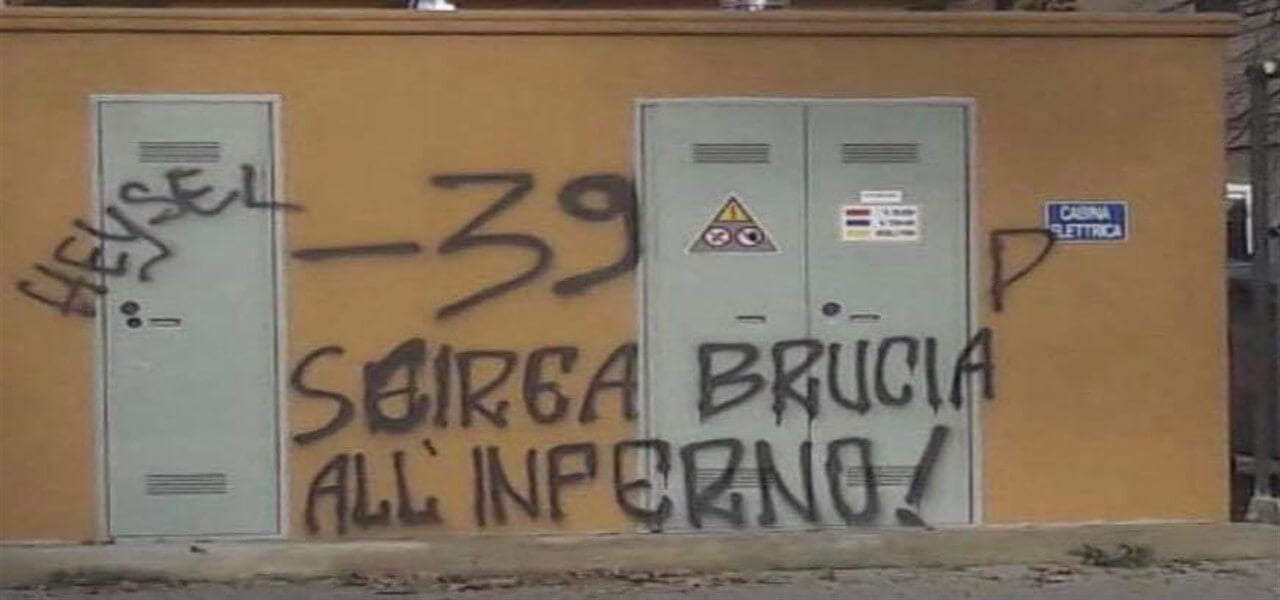 HEYSEL -39
SCIREA BRUCIA
ALL'INFERNO!
P
CABINA
ELETTRICA